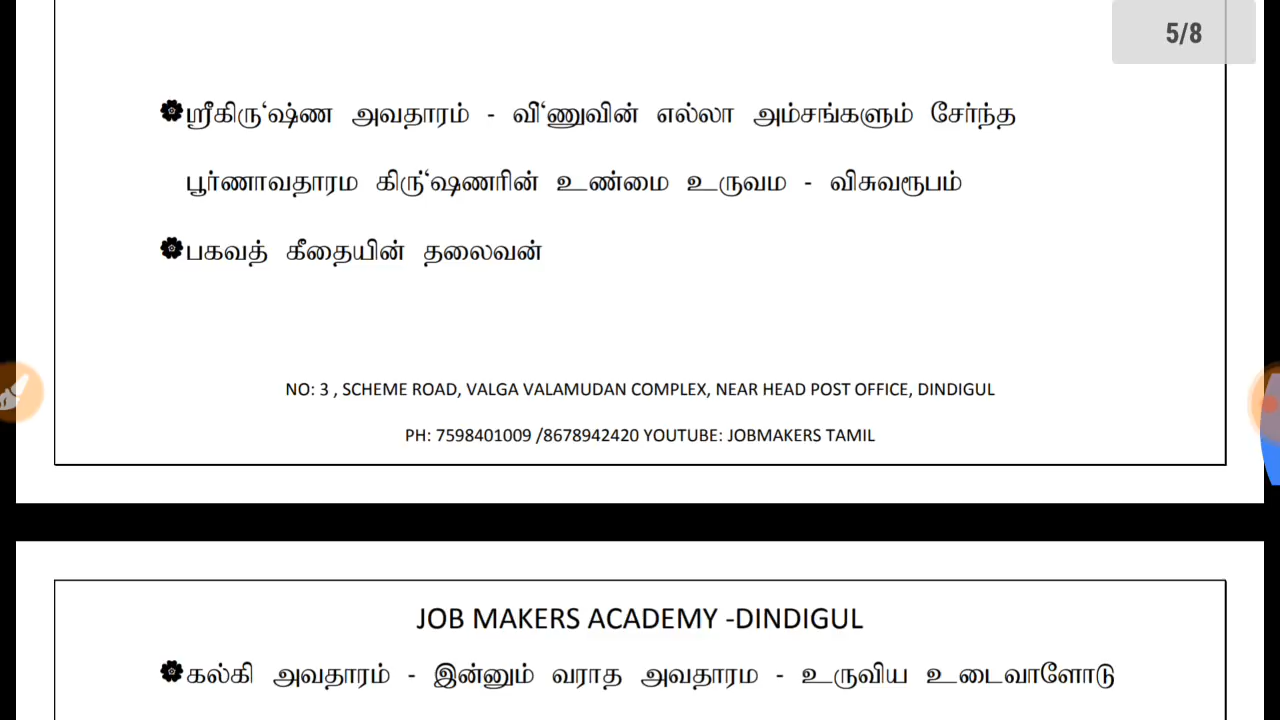 5/8
ஸ்ரீகிரு‘ஷ்ண அவதாரம் - வி‘ணுவின் எல்லா அம்சங்களும் சேர்ந்த
பூர்ணாவதாரம கிரு‘ஷணரின் உண்மை உருவம - விசுவரூபம்
பகவத் கீதையின் தலைவன்
NO: 3 , SCHEME ROAD, VALGA VALAMUDAN COMPLEX, NEAR HEAD POST OFFICE, DINDIGUL
PH: 7598401009 /8678942420 YOUTUBE: JOBMAKERS TAMIL
JOB MAKERS ACADEMY -DINDIGUL
கல்கி அவதாரம் - இன்னும் வராத அவதாரம - உருவிய உடைவாளோடு